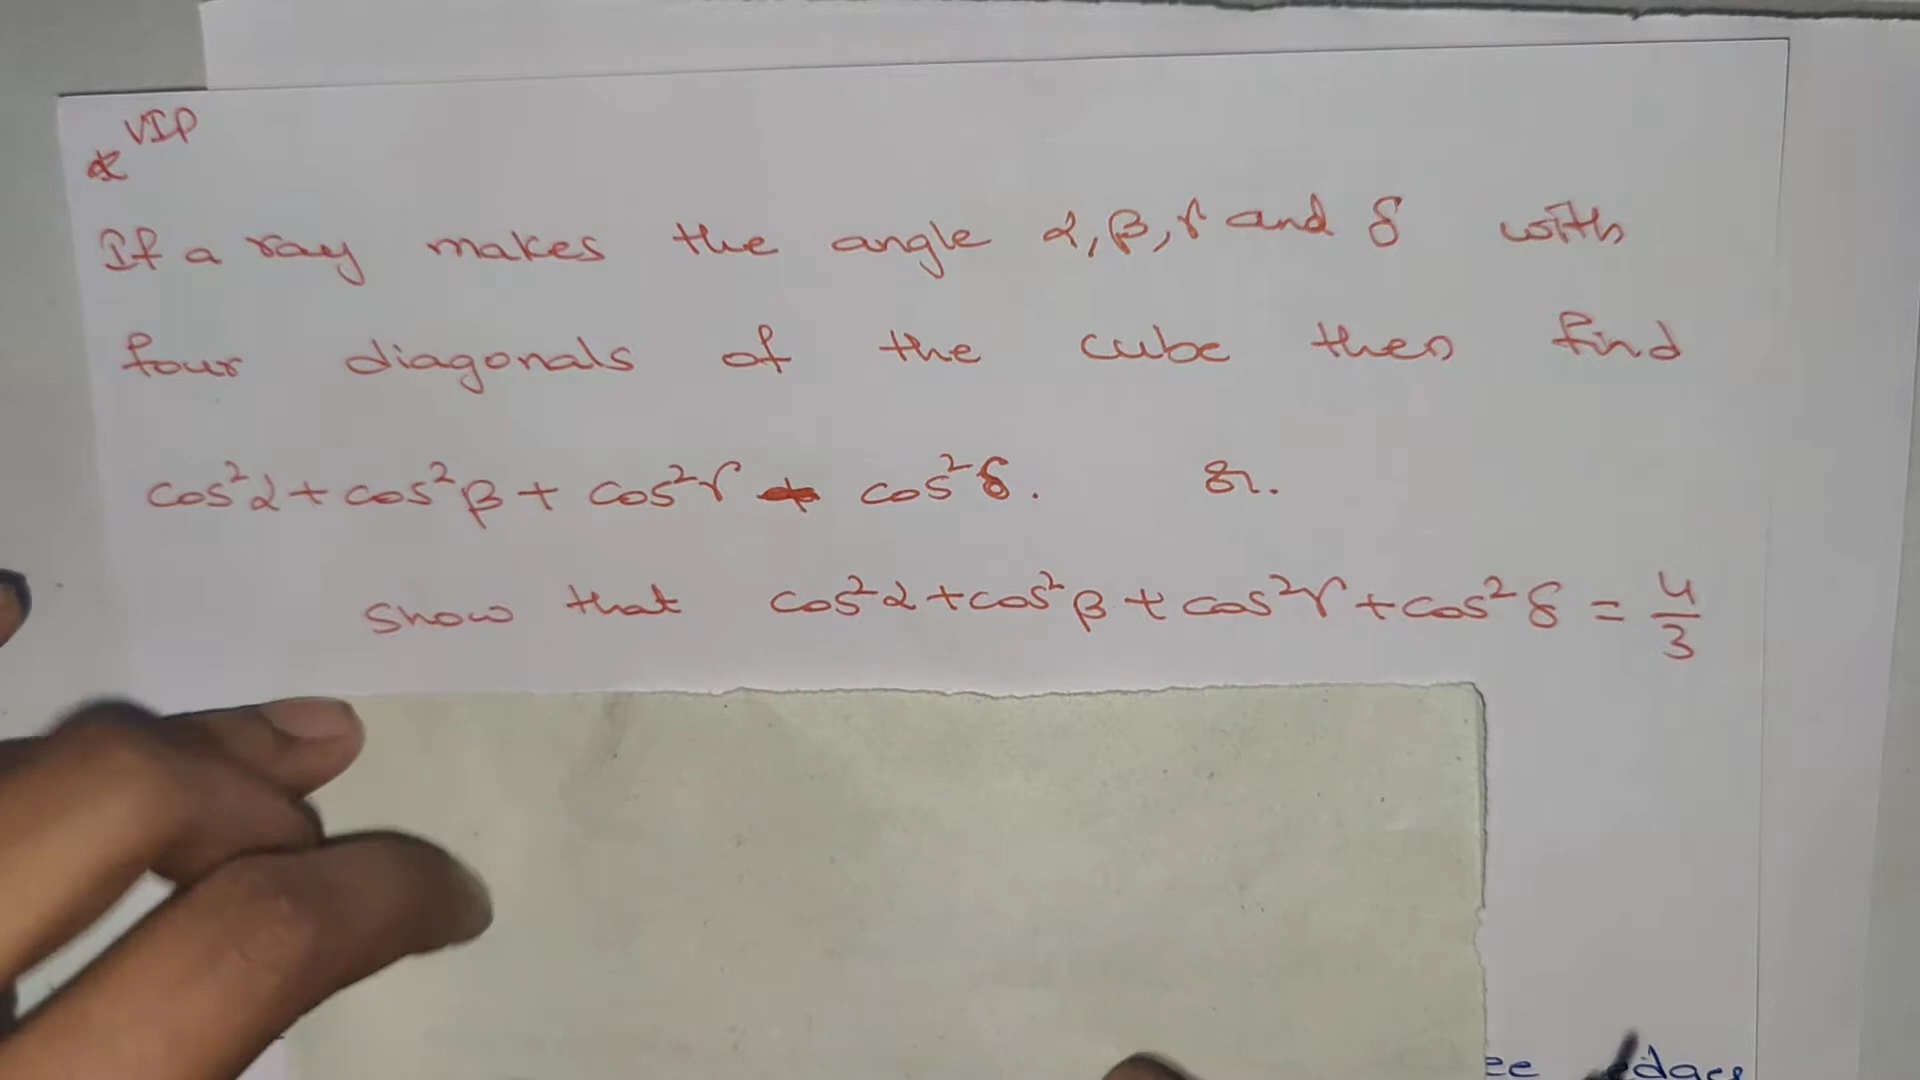 VIP
*
If a ray makes the angle α, β, γ and δ with
four diagonals of the cube then find
cos²α + cos²β + cos²γ + cos²δ. or.
show that cos²α + cos²β + cos²γ + cos²δ = 4/3